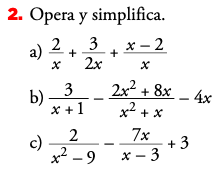 2. Opera y simplifica.
a) 2/x + 3/2x + x − 2/x
b) 3/x + 1 − 2x² + 8x/x² + x − 4x
c) 2/x² − 9 − 7x/x − 3 + 3